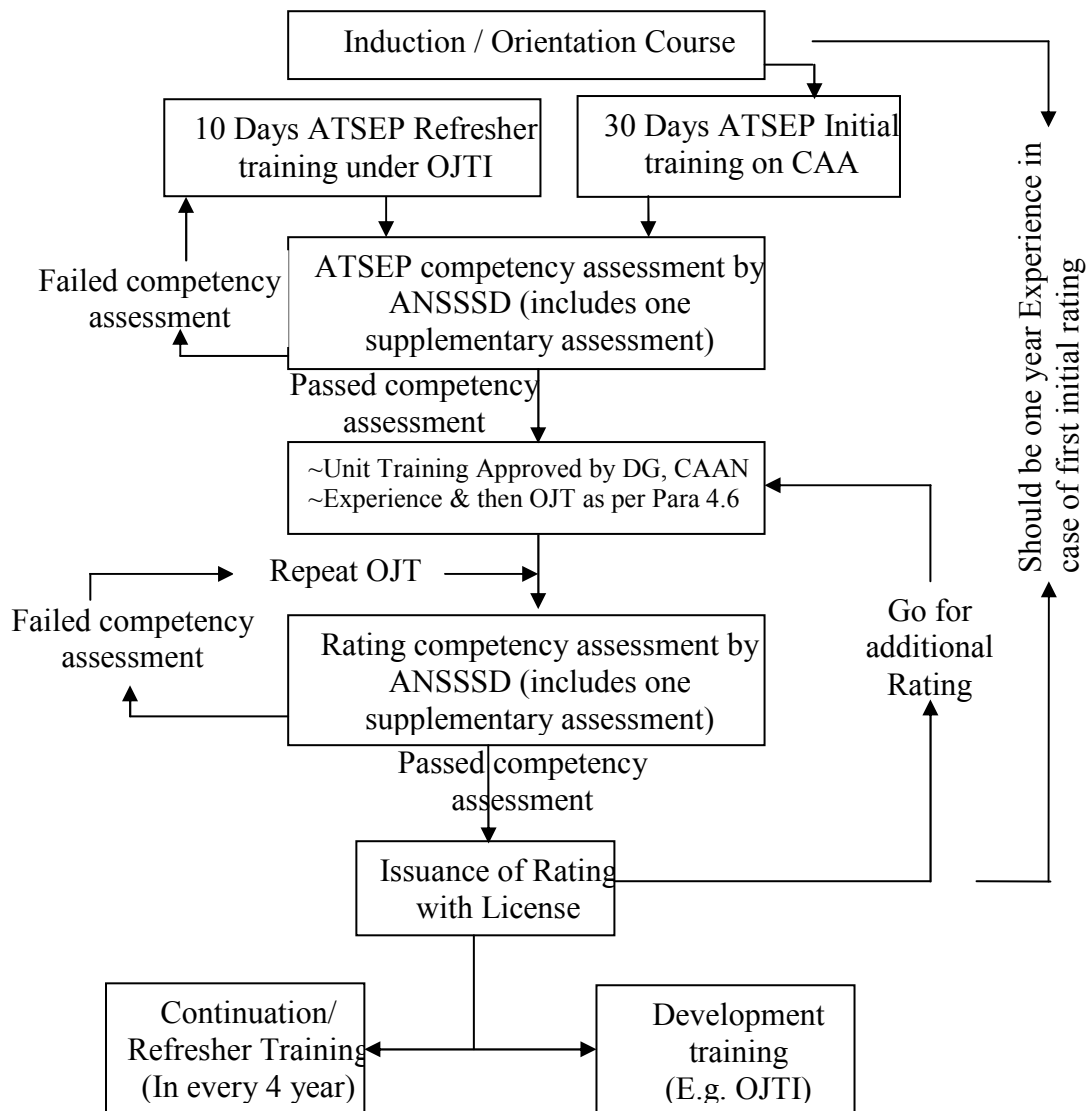 Induction / Orientation Course
10 Days ATSEP Refresher
training under OJTI
30 Days ATSEP Initial
training on CAA
Failed competency
assessment
ATSEP competency assessment by
ANSSSD (includes one
supplementary assessment)
Passed competency
assessment
~Unit Training Approved by DG, CAAN
~Experience & then OJT as per Para 4.6
Should be one year Experience in
case of first initial rating
Repeat OJT
Failed competency
assessment
Rating competency assessment by
ANSSSD (includes one
supplementary assessment)
Go for
additional
Rating
Passed competency
assessment
Issuance of Rating
with License
Continuation/
Refresher Training
(In every 4 year)
Development
training
(E.g. OJTI)